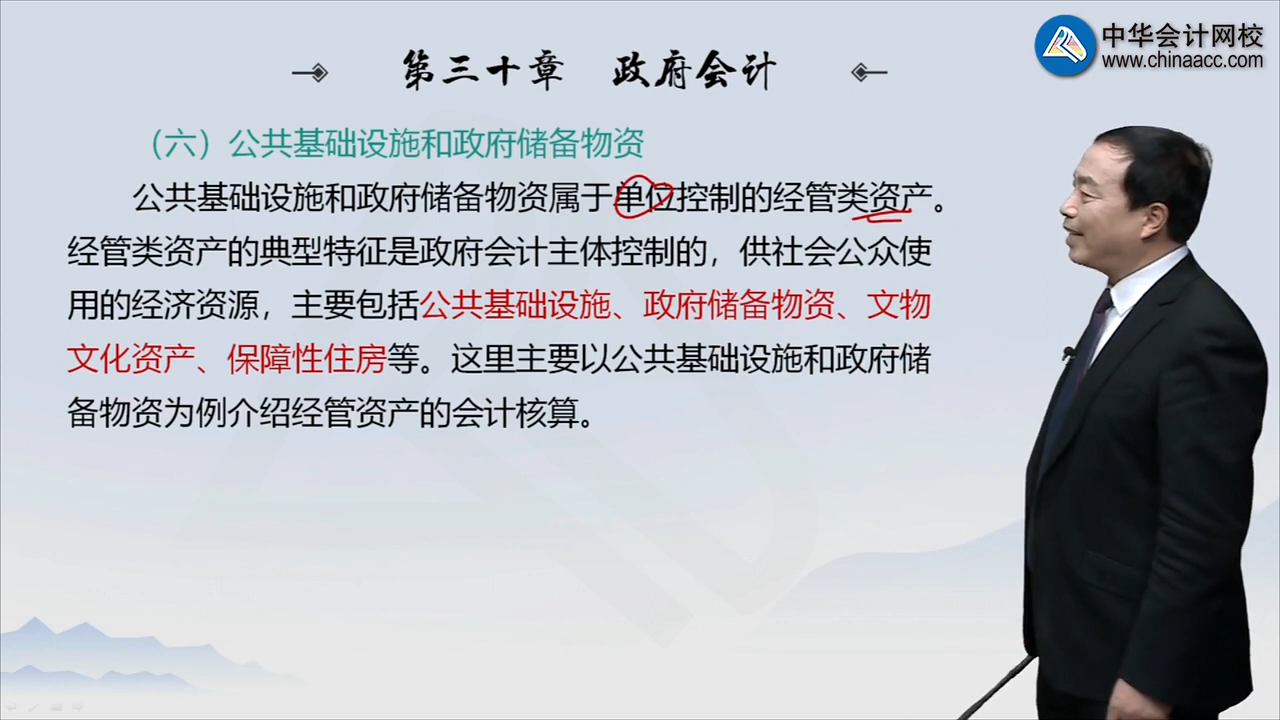 中华会计网校
www.chinaacc.com
第三十章 政府会计
（六）公共基础设施和政府储备物资
公共基础设施和政府储备物资属于单位控制的经管类资产。
经管类资产的典型特征是政府会计主体控制的，供社会公众使
用的经济资源，主要包括公共基础设施、政府储备物资、文物
文化资产、保障性住房等。这里主要以公共基础设施和政府储
备物资为例介绍经管资产的会计核算。